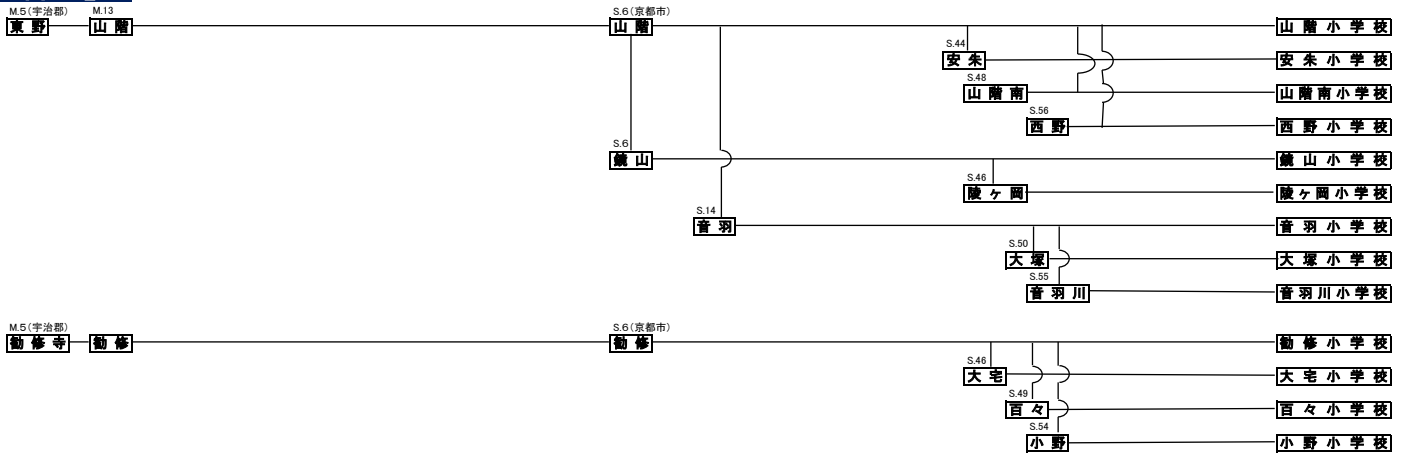 M.5(宇治郡) M.13 S.6(京都市)
東野 山階 山階 山階小学校
S.44
安朱 安朱小学校
S.48
山階南 山階南小学校
S.56
西野 西野小学校
S.6
鏡山 鏡山小学校
S.46
陵ヶ岡 陵ヶ岡小学校
S.14
音羽 音羽小学校
S.50
大塚 大塚小学校
S.55
音羽川 音羽川小学校
M.5(宇治郡) S.6(京都市)
勧修寺 勧修 勧修 勧修小学校
S.46
大宅 大宅小学校
S.49
百々 百々小学校
S.54
小野 小野小学校